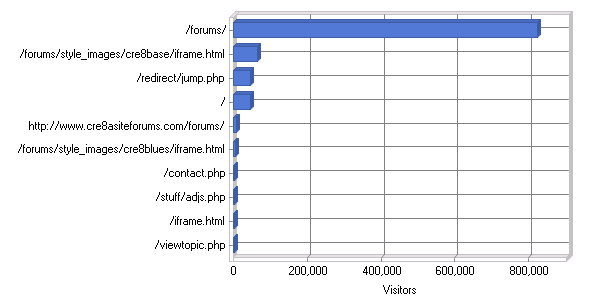 /forums/
/forums/style_images/cre8base/iframe.html
/redirect/jump.php
/
http://www.cre8asiteforums.com/forums/
/forums/style_images/cre8blues/iframe.html
/contact.php
/stuff/adjs.php
/iframe.html
/viewtopic.php
0 200,000 400,000 600,000 800,000
Visitors